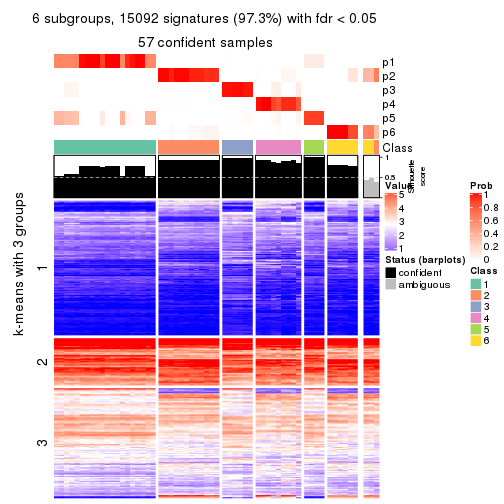 6 subgroups, 15092 signatures (97.3%) with fdr < 0.05
57 confident samples
p1
p2
p3
p4
p5
p6
Class
1
0.5
0
Silhouette
score
k-means with 3 groups
1
2
3
Value
5
4
3
2
1
Status (barplots)
confident
ambiguous
Prob
1
0.8
0.6
0.4
0.2
0
Class
1
2
3
4
5
6